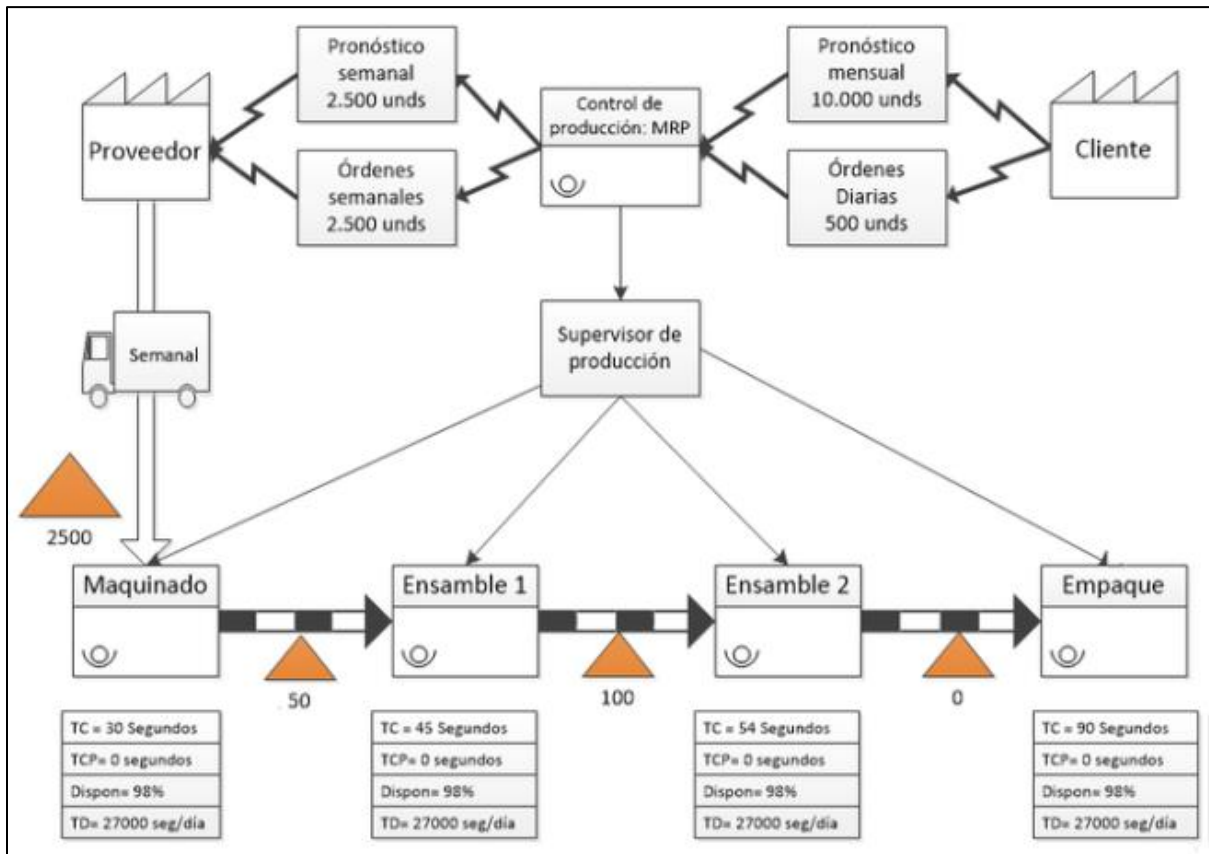 Pronóstico
semanal
2.500 unds
Pronóstico
mensual
10.000 unds
Control de
producción: MRP
Proveedor
Cliente
Órdenes
semanales
2.500 unds
Órdenes
Diarias
500 unds
Semanal
Supervisor de
producción
2500
Maquinado
Ensamble 1
Ensamble 2
Empaque
50
100
0
TC = 30 Segundos
TCP= 0 segundos
Dispon= 98%
TD= 27000 seg/día
TC = 45 Segundos
TCP= 0 segundos
Dispon= 98%
TD= 27000 seg/día
TC = 54 Segundos
TCP= 0 segundos
Dispon= 98%
TD= 27000 seg/día
TC = 90 Segundos
TCP= 0 segundos
Dispon= 98%
TD= 27000 seg/día